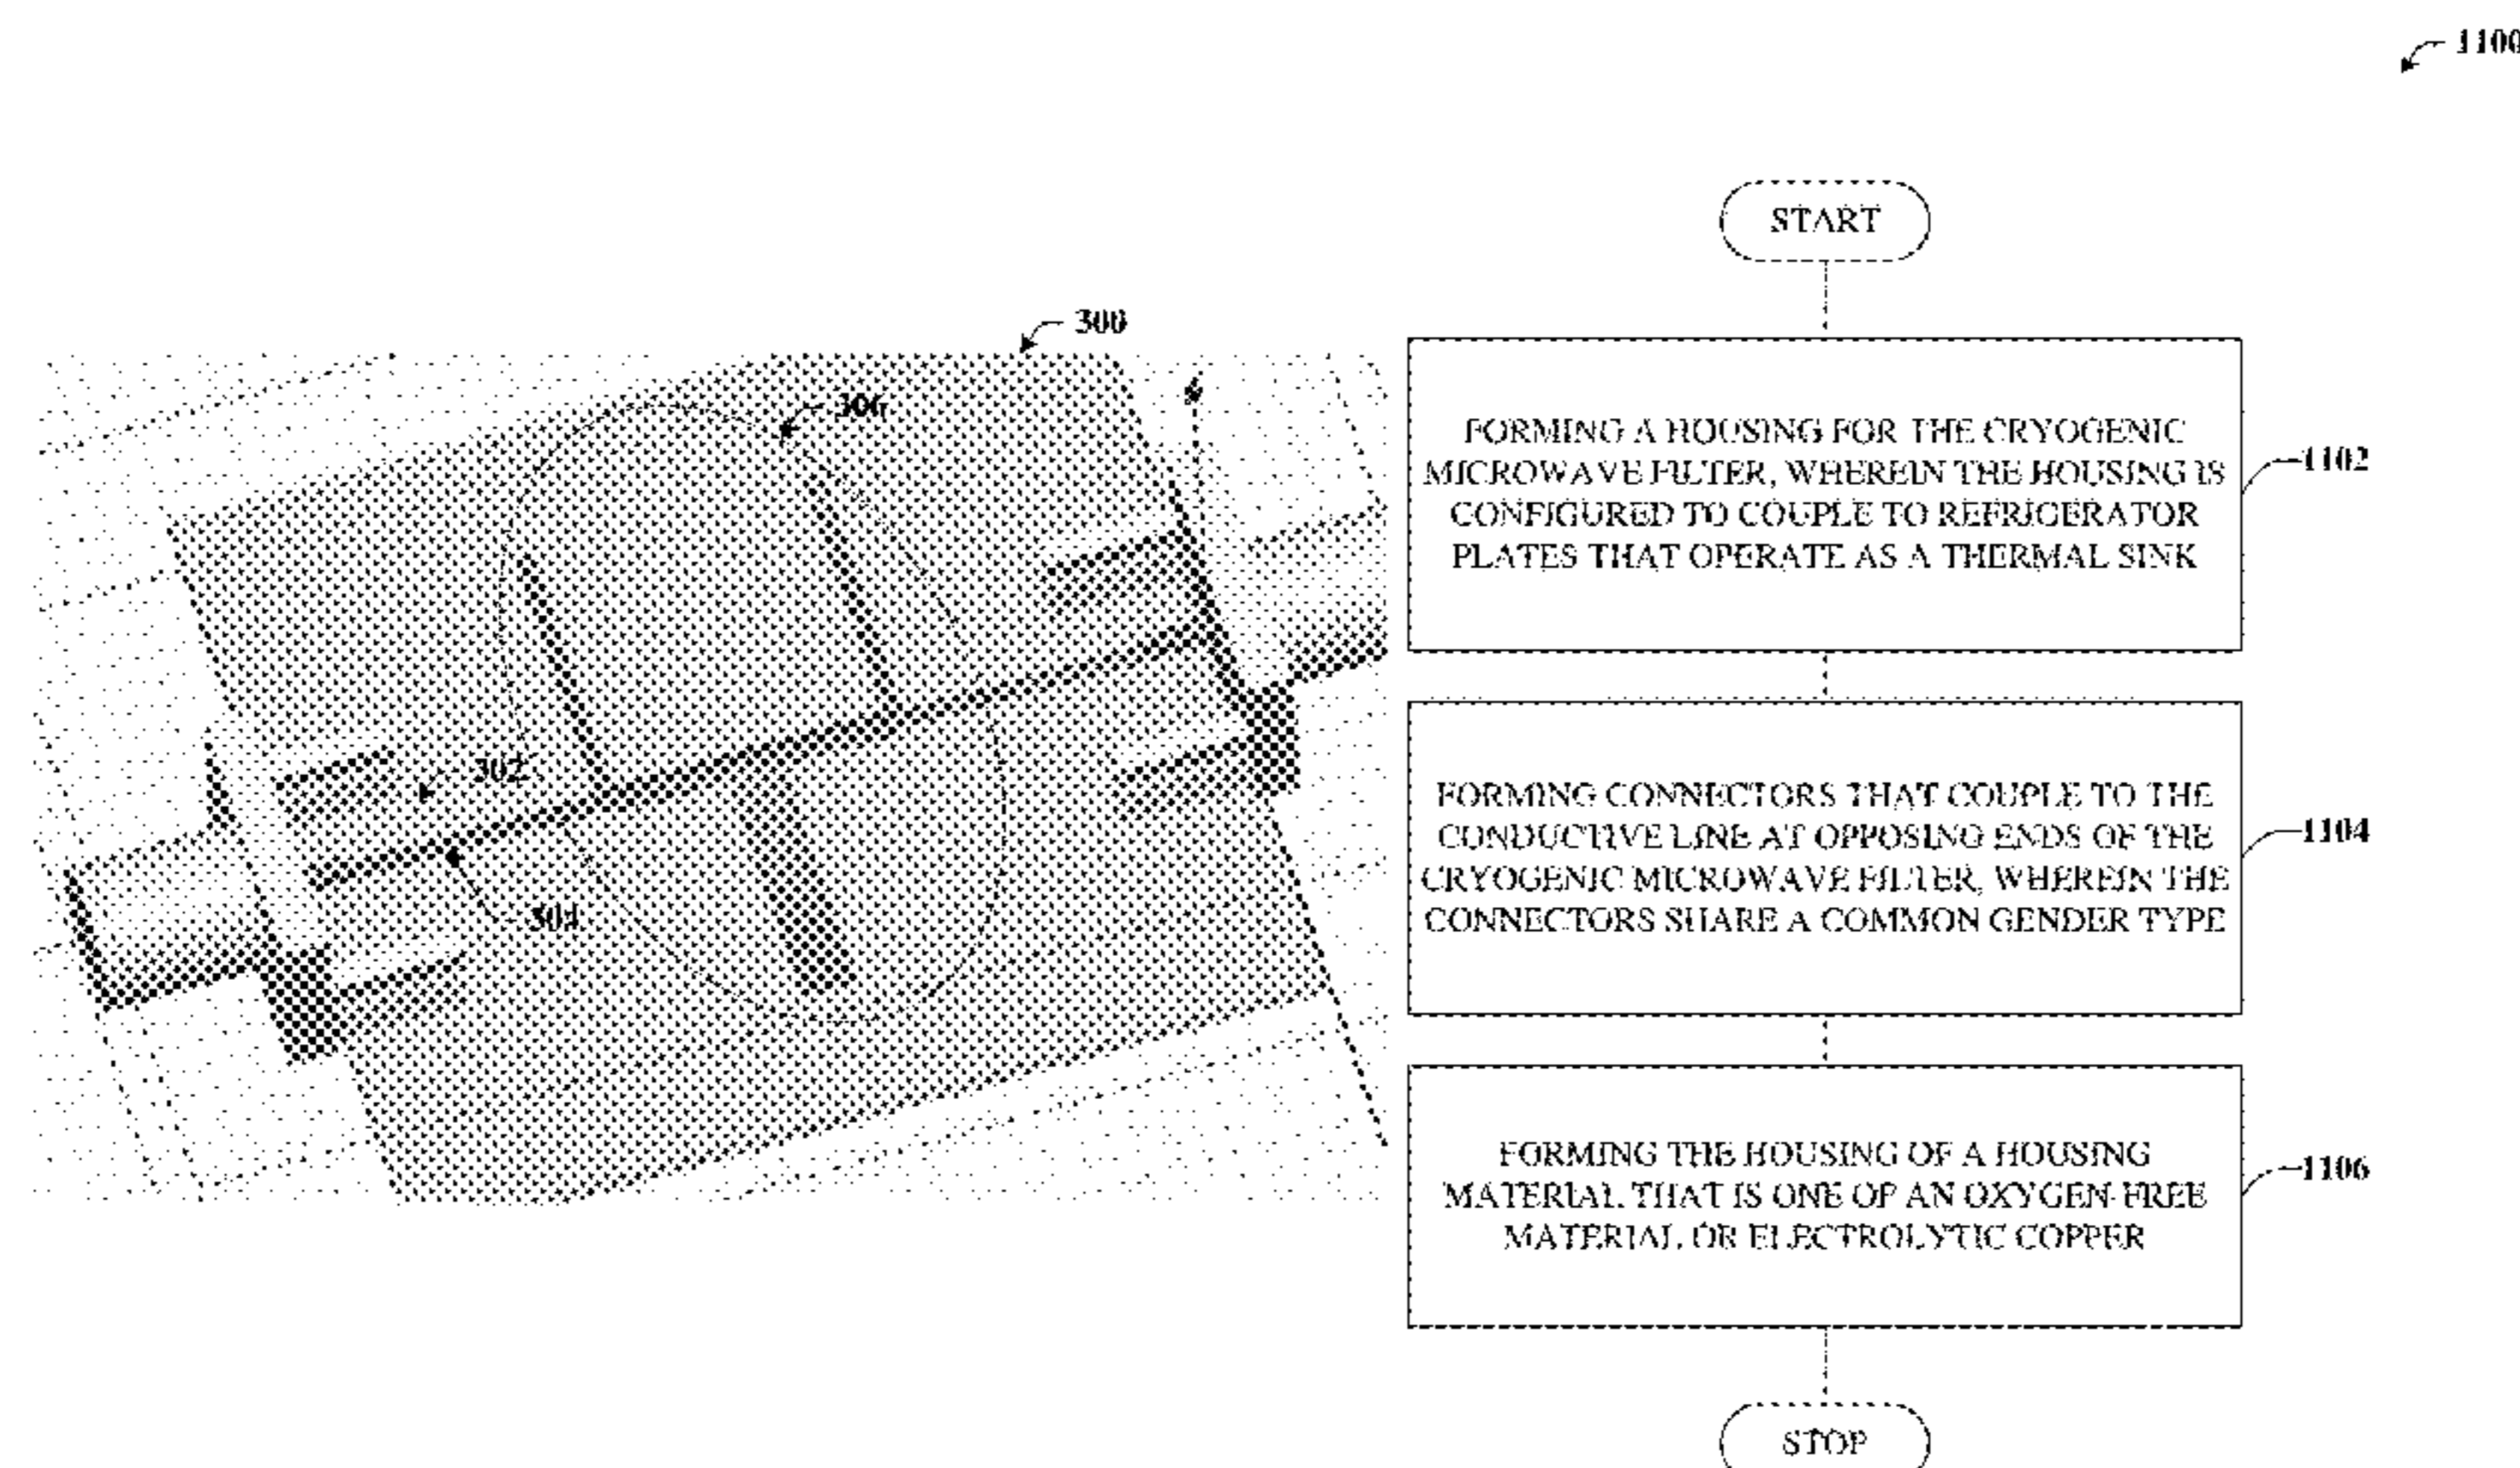 1100
START
300
306
FORMING A HOUSING FOR THE CRYOGENIC
MICROWAVE FILTER, WHEREIN THE HOUSING IS
CONFIGURED TO COUPLE TO REFRIGERATOR
PLATES THAT OPERATE AS A THERMAL SINK
1102
302
304
FORMING CONNECTORS THAT COUPLE TO THE
CONDUCTIVE LINE AT OPPOSING ENDS OF THE
CRYOGENIC MICROWAVE FILTER, WHEREIN THE
CONNECTORS SHARE A COMMON GENDER TYPE
1104
FORMING THE HOUSING OF A HOUSING
MATERIAL THAT IS ONE OF AN OXYGEN-FREE
MATERIAL OR ELECTROLYTIC COPPER
1106
STOP